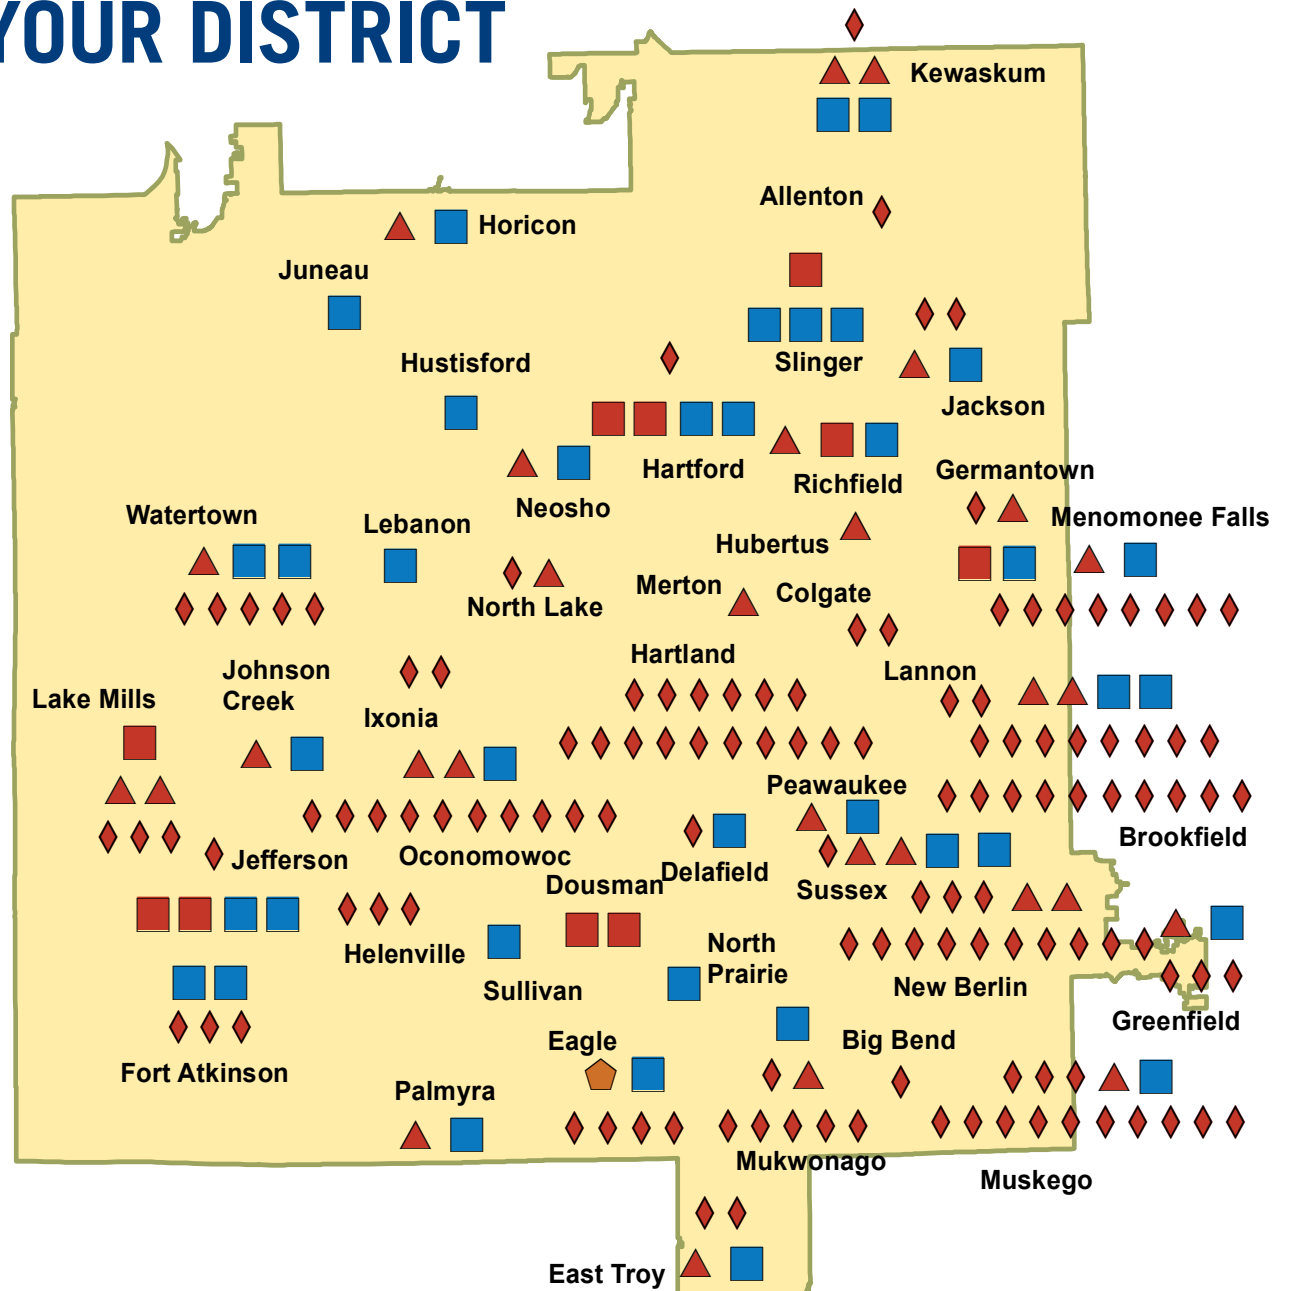 YOUR DISTRICT
Kewaskum
Allenton
Horicon
Juneau
Slinger
Hustisford
Jackson
Hartford
Germantown
Richfield
Neosho
Watertown
Menomonee Falls
Lebanon
Hubertus
Merton
Colgate
North Lake
Hartland
Johnson
Creek
Lannon
Lake Mills
Ixonia
Peawaukee
Brookfield
Oconomowoc
Jefferson
Delafield
Dousman
Sussex
North
Prairie
Helenville
New Berlin
Sullivan
Greenfield
Eagle
Big Bend
Fort Atkinson
Palmyra
Mukwonago
Muskego
East Troy